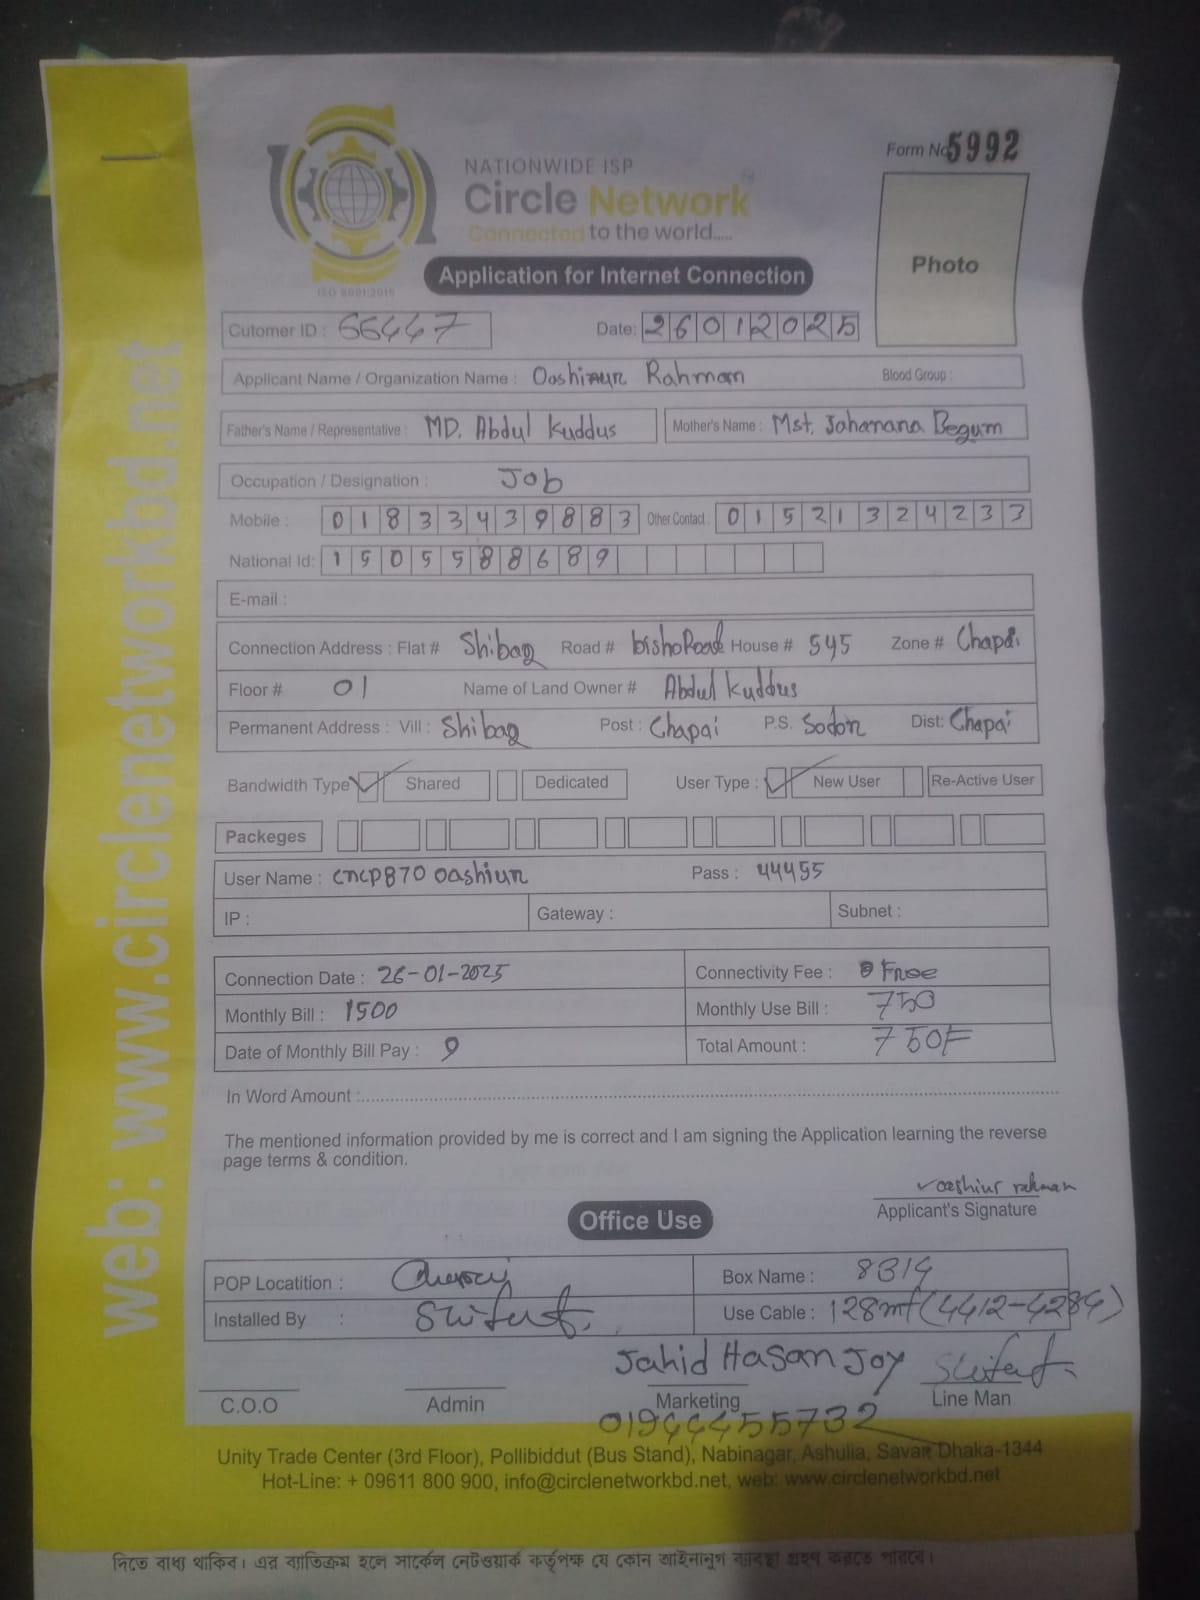 Form No 5992
NATIONWIDE ISP
Circle Network
Connected to the world.....
ISO 9001:2015
Photo
Application for Internet Connection
Cutomer ID : 66447 Date: 26012025
Applicant Name / Organization Name : Oashiur Rahman Blood Group :
Father's Name / Representative : MD. Abdul Kuddus Mother's Name : Mst. Jahanana Begum
Occupation / Designation : Job
Mobile : 01833439883 Other Contact : 01521324233
National Id: 1505588689
E-mail :
Connection Address : Flat # Shibag Road # bishoRoad House # 545 Zone # Chapai
Floor # 01 Name of Land Owner # Abdul Kuddus
Permanent Address : Vill : Shibag Post : Chapai P.S. Sodor Dist: Chapai
Bandwidth Type Shared Dedicated User Type : New User Re-Active User
Packeges
User Name : cncp870 oashiur Pass : 44455
IP : Gateway : Subnet :
Connection Date : 26-01-2025 Connectivity Fee : Free
Monthly Bill : 1500 Monthly Use Bill : 750
Date of Monthly Bill Pay : 9 Total Amount : 750
In Word Amount :
The mentioned information provided by me is correct and I am signing the Application learning the reverse
page terms & condition.
oashiur rahman
Applicant's Signature
Office Use
POP Locatition : Box Name : 8314
Installed By : Use Cable : 128mt (4412-4284)
Jahid Hasan Joy
C.O.O Admin Marketing Line Man
01944455732
Unity Trade Center (3rd Floor), Pollibiddut (Bus Stand), Nabinagar, Ashulia, Savar Dhaka-1344
Hot-Line: + 09611 800 900, info@circlenetworkbd.net, web: www.circlenetworkbd.net
দিতে বাধ্য থাকিব। এর ব্যাতিক্রম হলে সার্কেল নেটওয়ার্ক কর্তৃপক্ষ যে কোন আইনানুগ ব্যাবস্থা গ্রহণ করতে পারবে।
web: www.circlenetworkbd.net